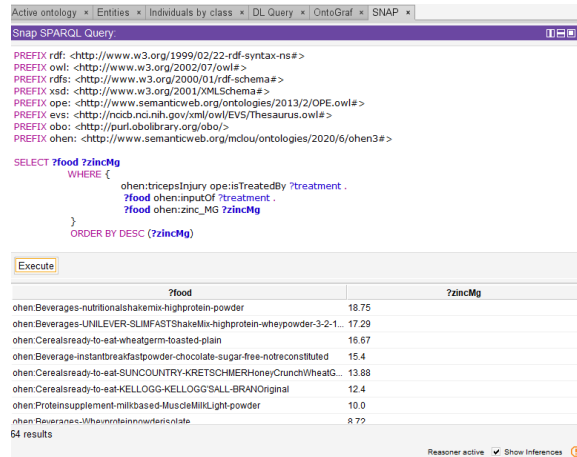 Active ontology × Entities × Individuals by class × DL Query × OntoGraf × SNAP ×
Snap SPARQL Query:
PREFIX rdf: <http://www.w3.org/1999/02/22-rdf-syntax-ns#>
PREFIX owl: <http://www.w3.org/2002/07/owl#>
PREFIX rdfs: <http://www.w3.org/2000/01/rdf-schema#>
PREFIX xsd: <http://www.w3.org/2001/XMLSchema#>
PREFIX ope: <http://www.semanticweb.org/ontologies/2013/2/OPE.owl#>
PREFIX evs: <http://ncicb.nci.nih.gov/xml/owl/EVS/Thesaurus.owl#>
PREFIX obo: <http://purl.obolibrary.org/obo/>
PREFIX ohen: <http://www.semanticweb.org/mclou/ontologies/2020/6/ohen3#>
SELECT ?food ?zincMg
WHERE {
ohen:tricepsInjury ope:isTreatedBy ?treatment .
?food ohen:inputOf ?treatment .
?food ohen:zinc_MG ?zincMg
}
ORDER BY DESC (?zincMg)
Execute
?food ?zincMg
ohen:Beverages-nutritionalshakemix-highprotein-powder 18.75
ohen:Beverages-UNILEVER-SLIMFASTShakeMix-highprotein-wheypowder-3-2-1... 17.29
ohen:Cerealsready-to-eat-wheatgerm-toasted-plain 16.67
ohen:Beverage-instantbreakfastpowder-chocolate-sugar-free-notreconstituted 15.4
ohen:Cerealsready-to-eat-SUNCOUNTRY-KRETSCHMERHoneyCrunchWheatG... 13.88
ohen:Cerealsready-to-eat-KELLOGG-KELLOGG'SALL-BRANOriginal 12.4
ohen:Proteinsupplement-milkbased-MuscleMilkLight-powder 10.0
ohen:Beverages-Wheyproteinpowderisolate 8.72
64 results
Reasoner active Show Inferences